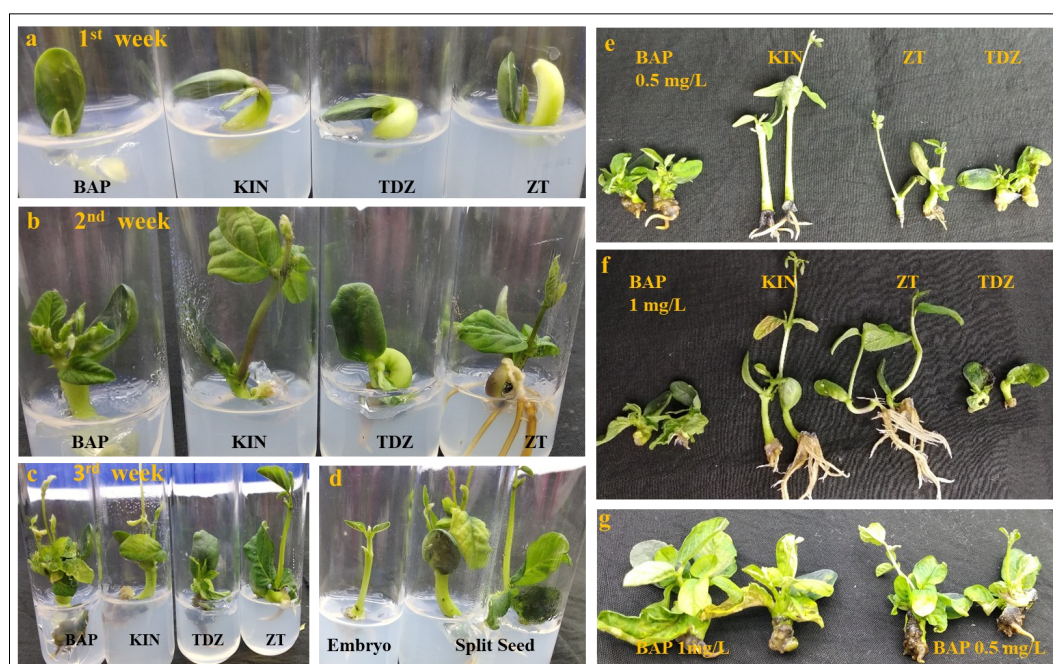 a 1st week
BAP KIN TDZ ZT
b 2nd week
BAP KIN TDZ ZT
c 3rd week
BAP KIN TDZ ZT
d
Embryo Split Seed
e
BAP KIN ZT TDZ
0.5 mg/L
f
BAP KIN ZT TDZ
1 mg/L
g
BAP 1mg/L BAP 0.5 mg/L